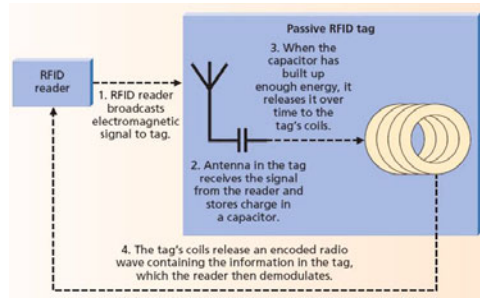 Passive RFID tag
RFID
reader
1. RFID reader
broadcasts
electromagnetic
signal to tag.
2. Antenna in the tag
receives the signal
from the reader and
stores charge in
a capacitor.
3. When the
capacitor has
built up
enough energy, it
releases it over
time to the
tag's coils.
4. The tag's coils release an encoded radio
wave containing the information in the tag,
which the reader then demodulates.